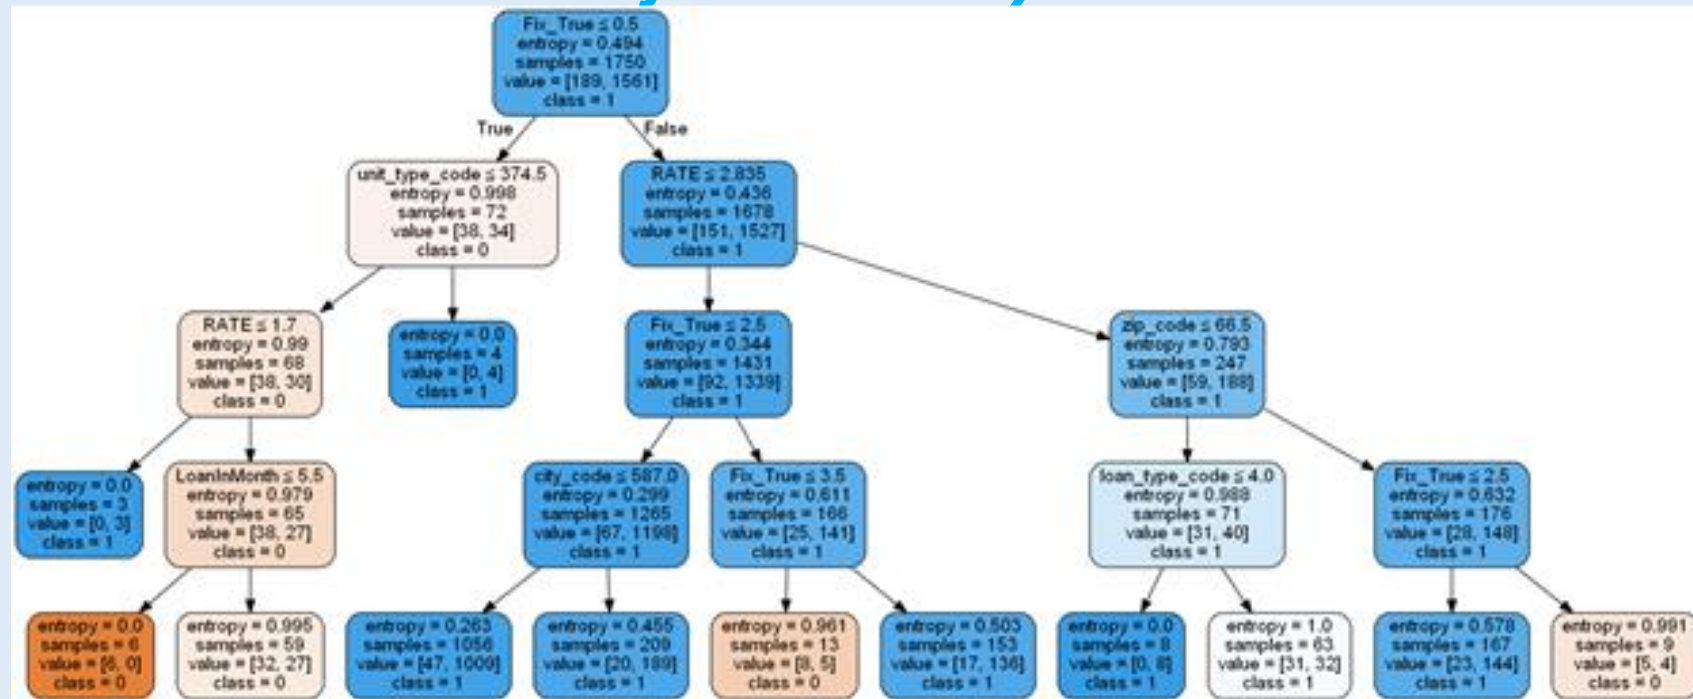 Fix_True ≤ 0.5
entropy = 0.494
samples = 1750
value = [189, 1561]
class = 1
True
False
unit_type_code ≤ 374.5
entropy = 0.998
samples = 72
value = [38, 34]
class = 0
RATE ≤ 2.835
entropy = 0.436
samples = 1678
value = [151, 1527]
class = 1
RATE ≤ 1.7
entropy = 0.99
samples = 68
value = [38, 30]
class = 0
entropy = 0.0
samples = 4
value = [0, 4]
class = 1
Fix_True ≤ 2.5
entropy = 0.344
samples = 1431
value = [92, 1339]
class = 1
zip_code ≤ 66.5
entropy = 0.793
samples = 247
value = [59, 188]
class = 1
entropy = 0.0
samples = 3
value = [0, 3]
class = 1
LoanInMonth ≤ 5.5
entropy = 0.979
samples = 65
value = [38, 27]
class = 0
city_code ≤ 587.0
entropy = 0.299
samples = 1265
value = [67, 1198]
class = 1
Fix_True ≤ 3.5
entropy = 0.611
samples = 166
value = [25, 141]
class = 1
loan_type_code ≤ 4.0
entropy = 0.988
samples = 71
value = [31, 40]
class = 1
Fix_True ≤ 2.5
entropy = 0.632
samples = 176
value = [28, 148]
class = 1
entropy = 0.0
samples = 6
value = [6, 0]
class = 0
entropy = 0.995
samples = 59
value = [32, 27]
class = 0
entropy = 0.263
samples = 1056
value = [47, 1009]
class = 1
entropy = 0.455
samples = 209
value = [20, 189]
class = 1
entropy = 0.961
samples = 13
value = [8, 5]
class = 0
entropy = 0.503
samples = 153
value = [17, 136]
class = 1
entropy = 0.0
samples = 8
value = [0, 8]
class = 1
entropy = 1.0
samples = 63
value = [31, 32]
class = 1
entropy = 0.578
samples = 167
value = [23, 144]
class = 1
entropy = 0.991
samples = 9
value = [5, 4]
class = 0